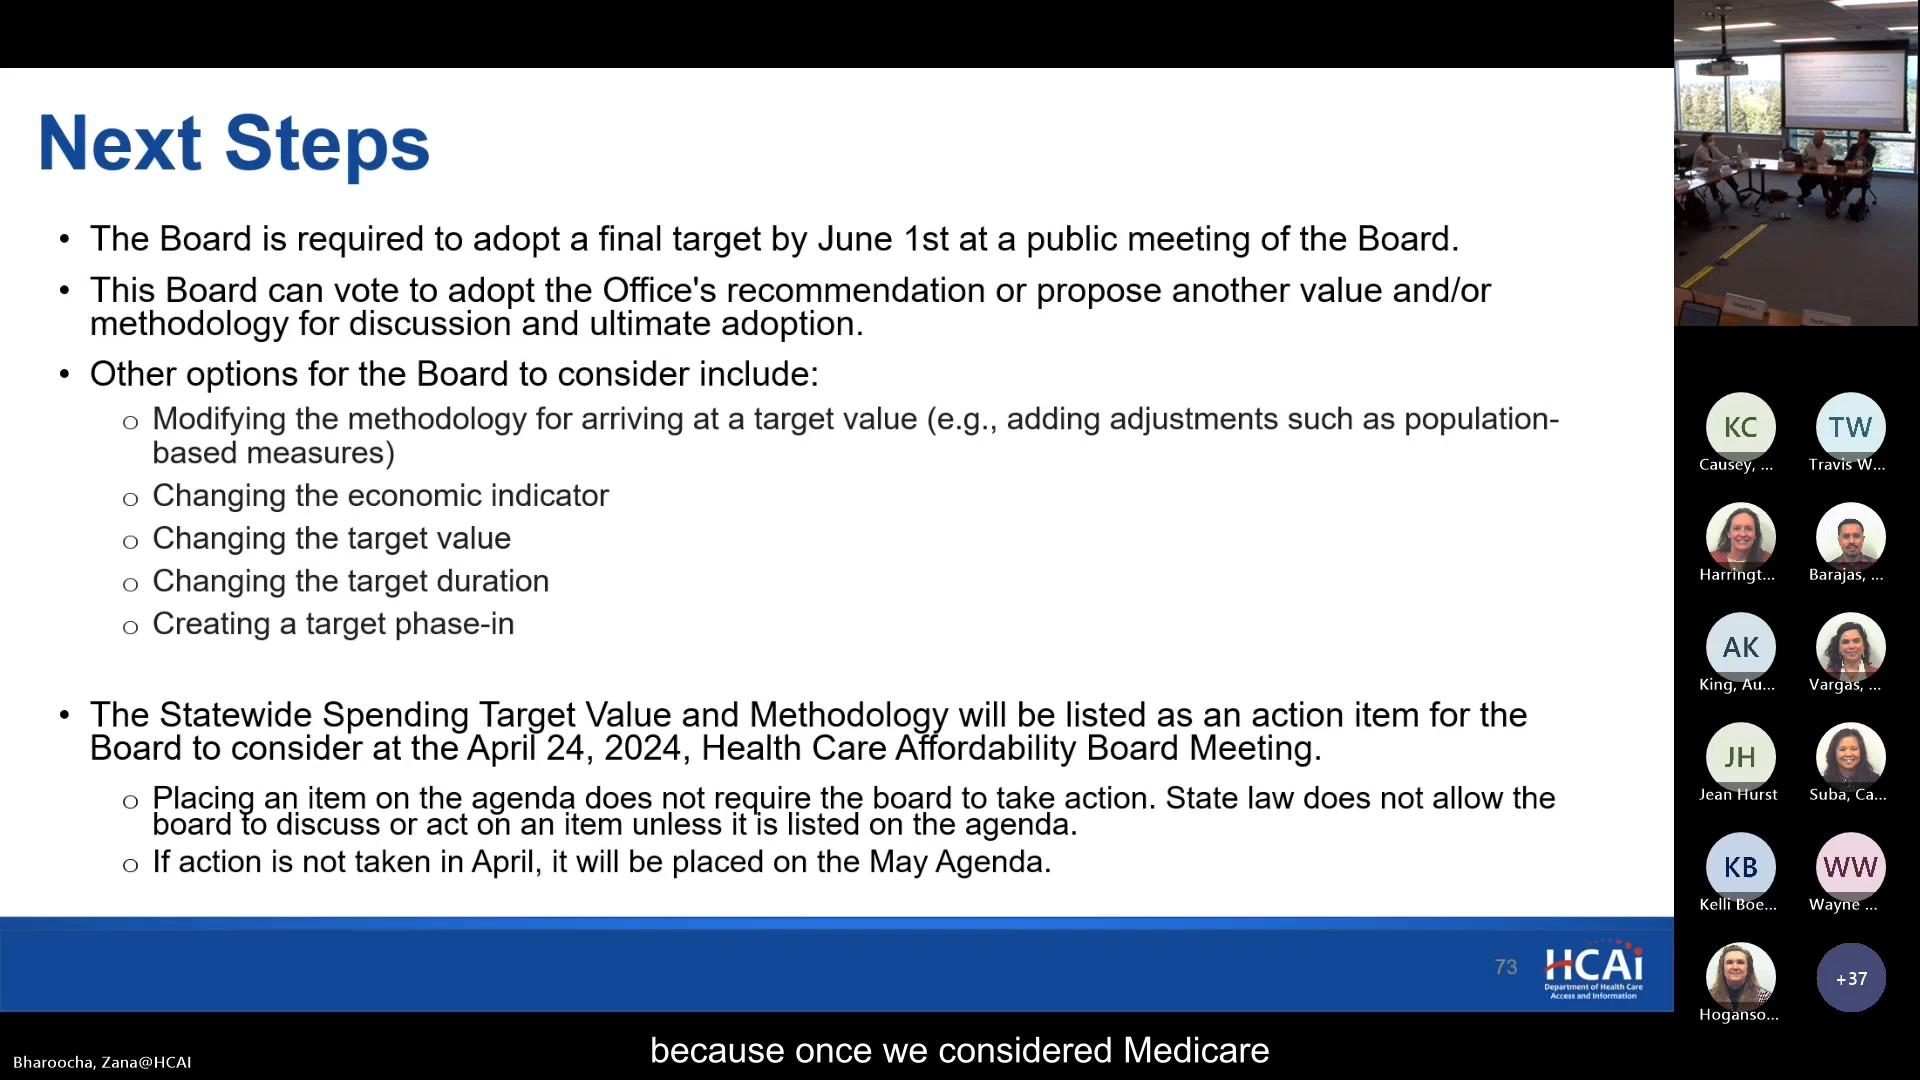 Next Steps
• The Board is required to adopt a final target by June 1st at a public meeting of the Board.
• This Board can vote to adopt the Office's recommendation or propose another value and/or
methodology for discussion and ultimate adoption.
• Other options for the Board to consider include:
o Modifying the methodology for arriving at a target value (e.g., adding adjustments such as population-
based measures)
o Changing the economic indicator
o Changing the target value
o Changing the target duration
o Creating a target phase-in
• The Statewide Spending Target Value and Methodology will be listed as an action item for the
Board to consider at the April 24, 2024, Health Care Affordability Board Meeting.
o Placing an item on the agenda does not require the board to take action. State law does not allow the
board to discuss or act on an item unless it is listed on the agenda.
o If action is not taken in April, it will be placed on the May Agenda.
73
HCAi
Department of Health Care
Access and Information
KC
Causey, ...
TW
Travis W...
Harringt...
Barajas, ...
AK
King, Au...
Vargas, ...
JH
Jean Hurst
Suba, Ca...
KB
Kelli Boe...
WW
Wayne ...
Hoganso...
+37
because once we considered Medicare
Bharoocha, Zana@HCAI